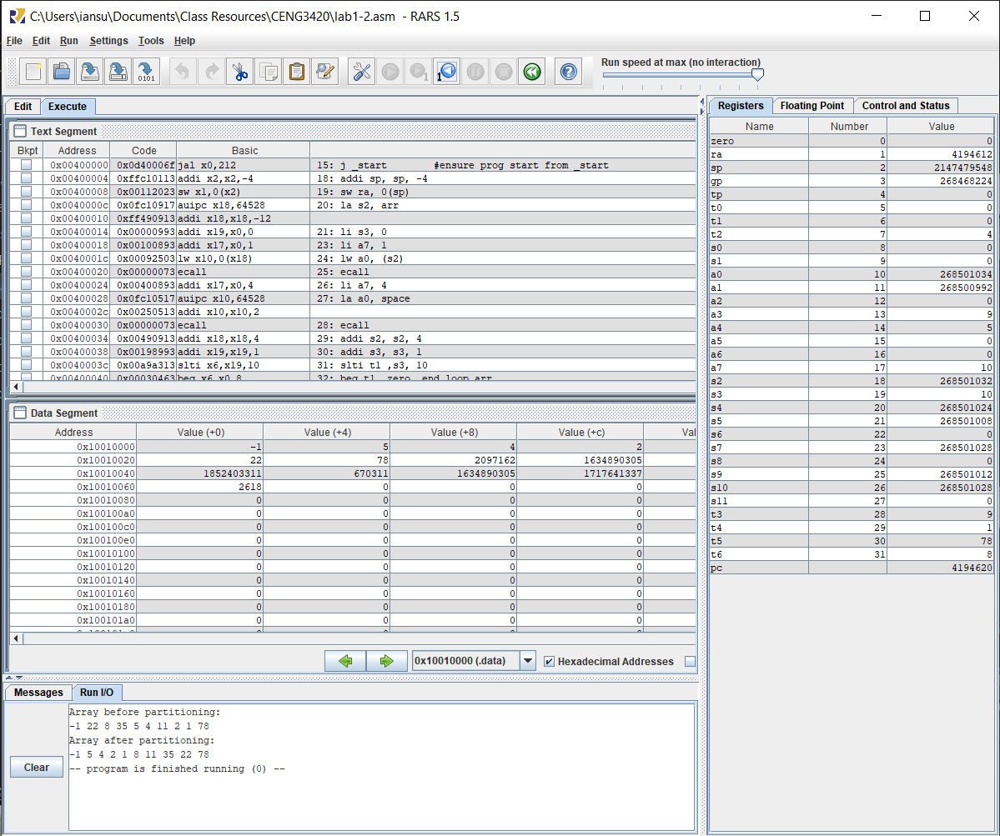 C:\Users\iansu\Documents\Class Resources\CENG3420\lab1-2.asm - RARS 1.5
File Edit Run Settings Tools Help
Run speed at max (no interaction)
Edit Execute
Text Segment
Bkpt Address Code Basic
0x00400000 0x0d40006f jal x0,212 15: j _start #ensure prog start from _start
0x00400004 0xffc10113 addi x2,x2,-4 18: addi sp, sp, -4
0x00400008 0x00112023 sw x1,0(x2) 19: sw ra, 0(sp)
0x0040000c 0x0fc10917 auipc x18,64528 20: la s2, arr
0x00400010 0xff490913 addi x18,x18,-12
0x00400014 0x00000993 addi x19,x0,0 21: li s3, 0
0x00400018 0x00100893 addi x17,x0,1 23: li a7, 1
0x0040001c 0x00092503 lw x10,0(x18) 24: lw a0, (s2)
0x00400020 0x00000073 ecall 25: ecall
0x00400024 0x00400893 addi x17,x0,4 26: li a7, 4
0x00400028 0x0fc10517 auipc x10,64528 27: la a0, space
0x0040002c 0x00250513 addi x10,x10,2
0x00400030 0x00000073 ecall 28: ecall
0x00400034 0x00490913 addi x18,x18,4 29: addi s2, s2, 4
0x00400038 0x00198993 addi x19,x19,1 30: addi s3, s3, 1
0x0040003c 0x00a9a313 slti x6,x19,10 31: slti t1 ,s3, 10
0x00400040 0x00030463 beq x6,x0,8 32: beq t1, zero, end_loop_arr
Data Segment
Address Value (+0) Value (+4) Value (+8) Value (+c) Val
0x10010000 -1 5 4 2
0x10010020 22 78 2097162 1634890305
0x10010040 1852403311 670311 1634890305 1717641337
0x10010060 2618 0 0 0
0x10010080 0 0 0 0
0x100100a0 0 0 0 0
0x100100c0 0 0 0 0
0x100100e0 0 0 0 0
0x10010100 0 0 0 0
0x10010120 0 0 0 0
0x10010140 0 0 0 0
0x10010160 0 0 0 0
0x10010180 0 0 0 0
0x100101a0 0 0 0 0
0x10010000 (.data) Hexadecimal Addresses
Messages Run I/O
Clear
Array before partitioning:
-1 22 8 35 5 4 11 2 1 78
Array after partitioning:
-1 5 4 2 1 8 11 35 22 78
-- program is finished running (0) --
Registers Floating Point Control and Status
Name Number Value
zero 0 0
ra 1 4194612
sp 2 2147479548
gp 3 268468224
tp 4 0
t0 5 0
t1 6 0
t2 7 4
s0 8 0
s1 9 0
a0 10 268501034
a1 11 268500992
a2 12 0
a3 13 9
a4 14 5
a5 15 0
a6 16 0
a7 17 10
s2 18 268501032
s3 19 10
s4 20 268501024
s5 21 268501008
s6 22 0
s7 23 268501028
s8 24 0
s9 25 268501012
s10 26 268501028
s11 27 0
t3 28 9
t4 29 1
t5 30 78
t6 31 8
pc 4194620